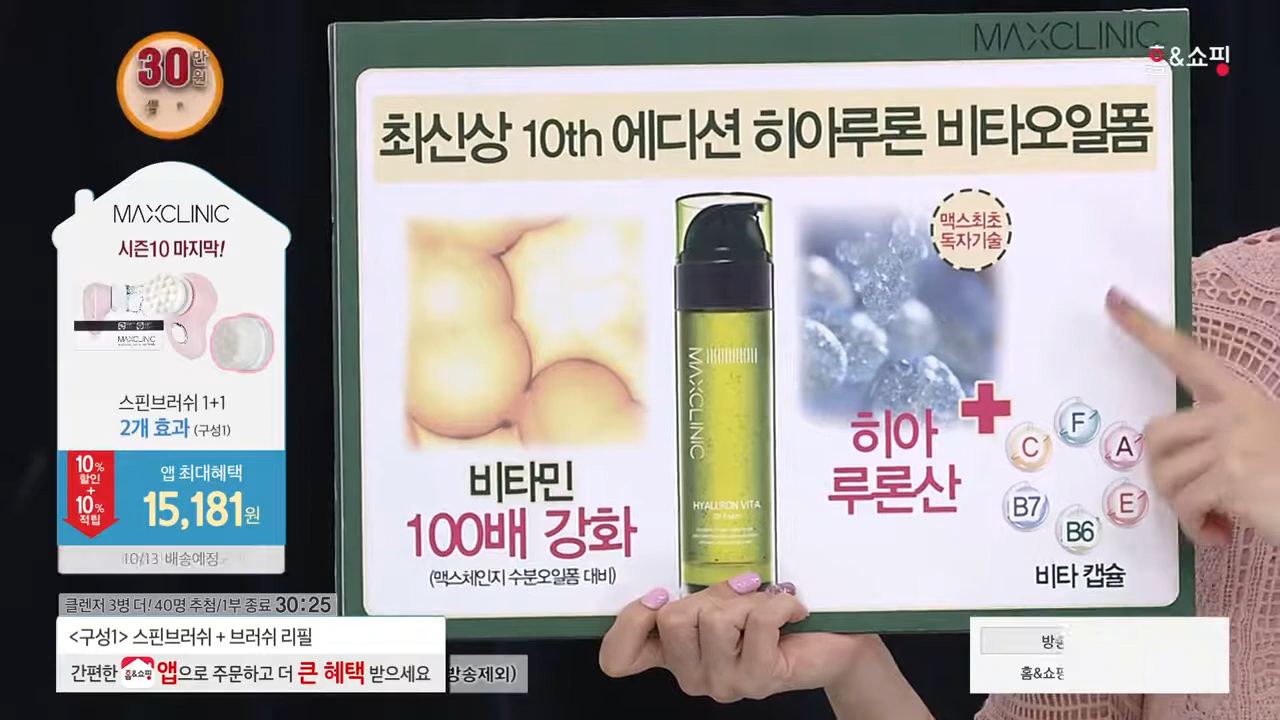 30만원
MAXCLINIC
홈&쇼핑
최신상 10th 에디션 히아루론 비타오일폼
맥스최초
독자기술
MAXCLINIC
HYALURON VITA
비타민
100배 강화
(맥스체인지 수분오일폼 대비)
히아
루론산
F
C
A
B7
E
B6
비타 캡슐
MAXCLINIC
시즌10 마지막!
MAXCLINIC
스핀브러쉬 1+1
2개 효과 (구성1)
10%
할인
+
10%
적립
앱 최대혜택
15,181원
10/13 배송예정
클렌저 3병 더! 40명 추첨/1부 종료 30:25
<구성1> 스핀브러쉬 + 브러쉬 리필
간편한 홈&쇼핑 앱으로 주문하고 더 큰 혜택 받으세요
방송제외)
홈&쇼핑